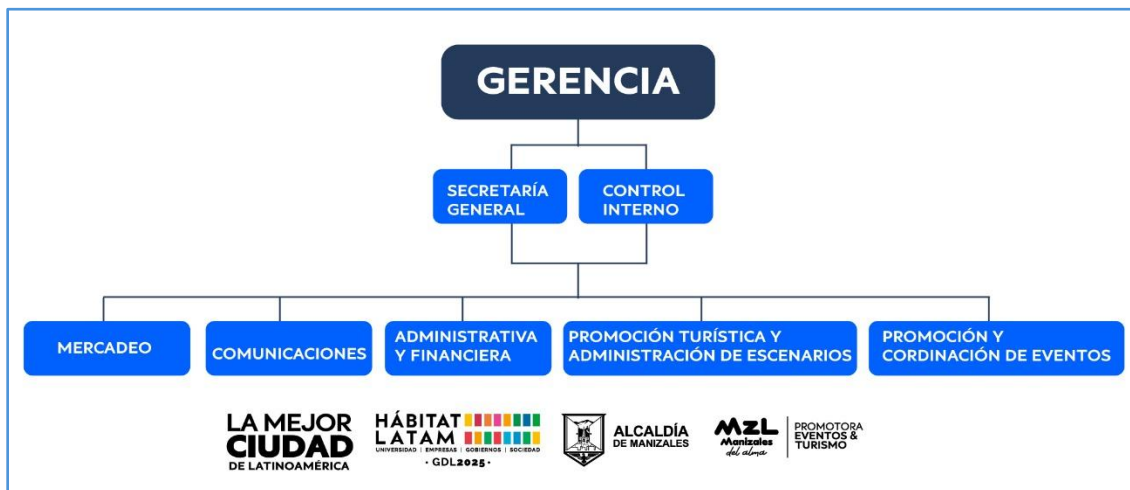 GERENCIA
SECRETARÍA
GENERAL
CONTROL
INTERNO
MERCADEO
COMUNICACIONES
ADMINISTRATIVA
Y FINANCIERA
PROMOCIÓN TURÍSTICA Y
ADMINISTRACIÓN DE ESCENARIOS
PROMOCIÓN Y
CORDINACIÓN DE EVENTOS
LA MEJOR
CIUDAD
DE LATINOAMÉRICA
HÁBITAT
LATAM
UNIVERSIDAD | EMPRESAS | GOBIERNOS | SOCIEDAD
· GDL2025 ·
ALCALDÍA
DE MANIZALES
MZL
Manizales
del alma
PROMOTORA
EVENTOS &
TURISMO